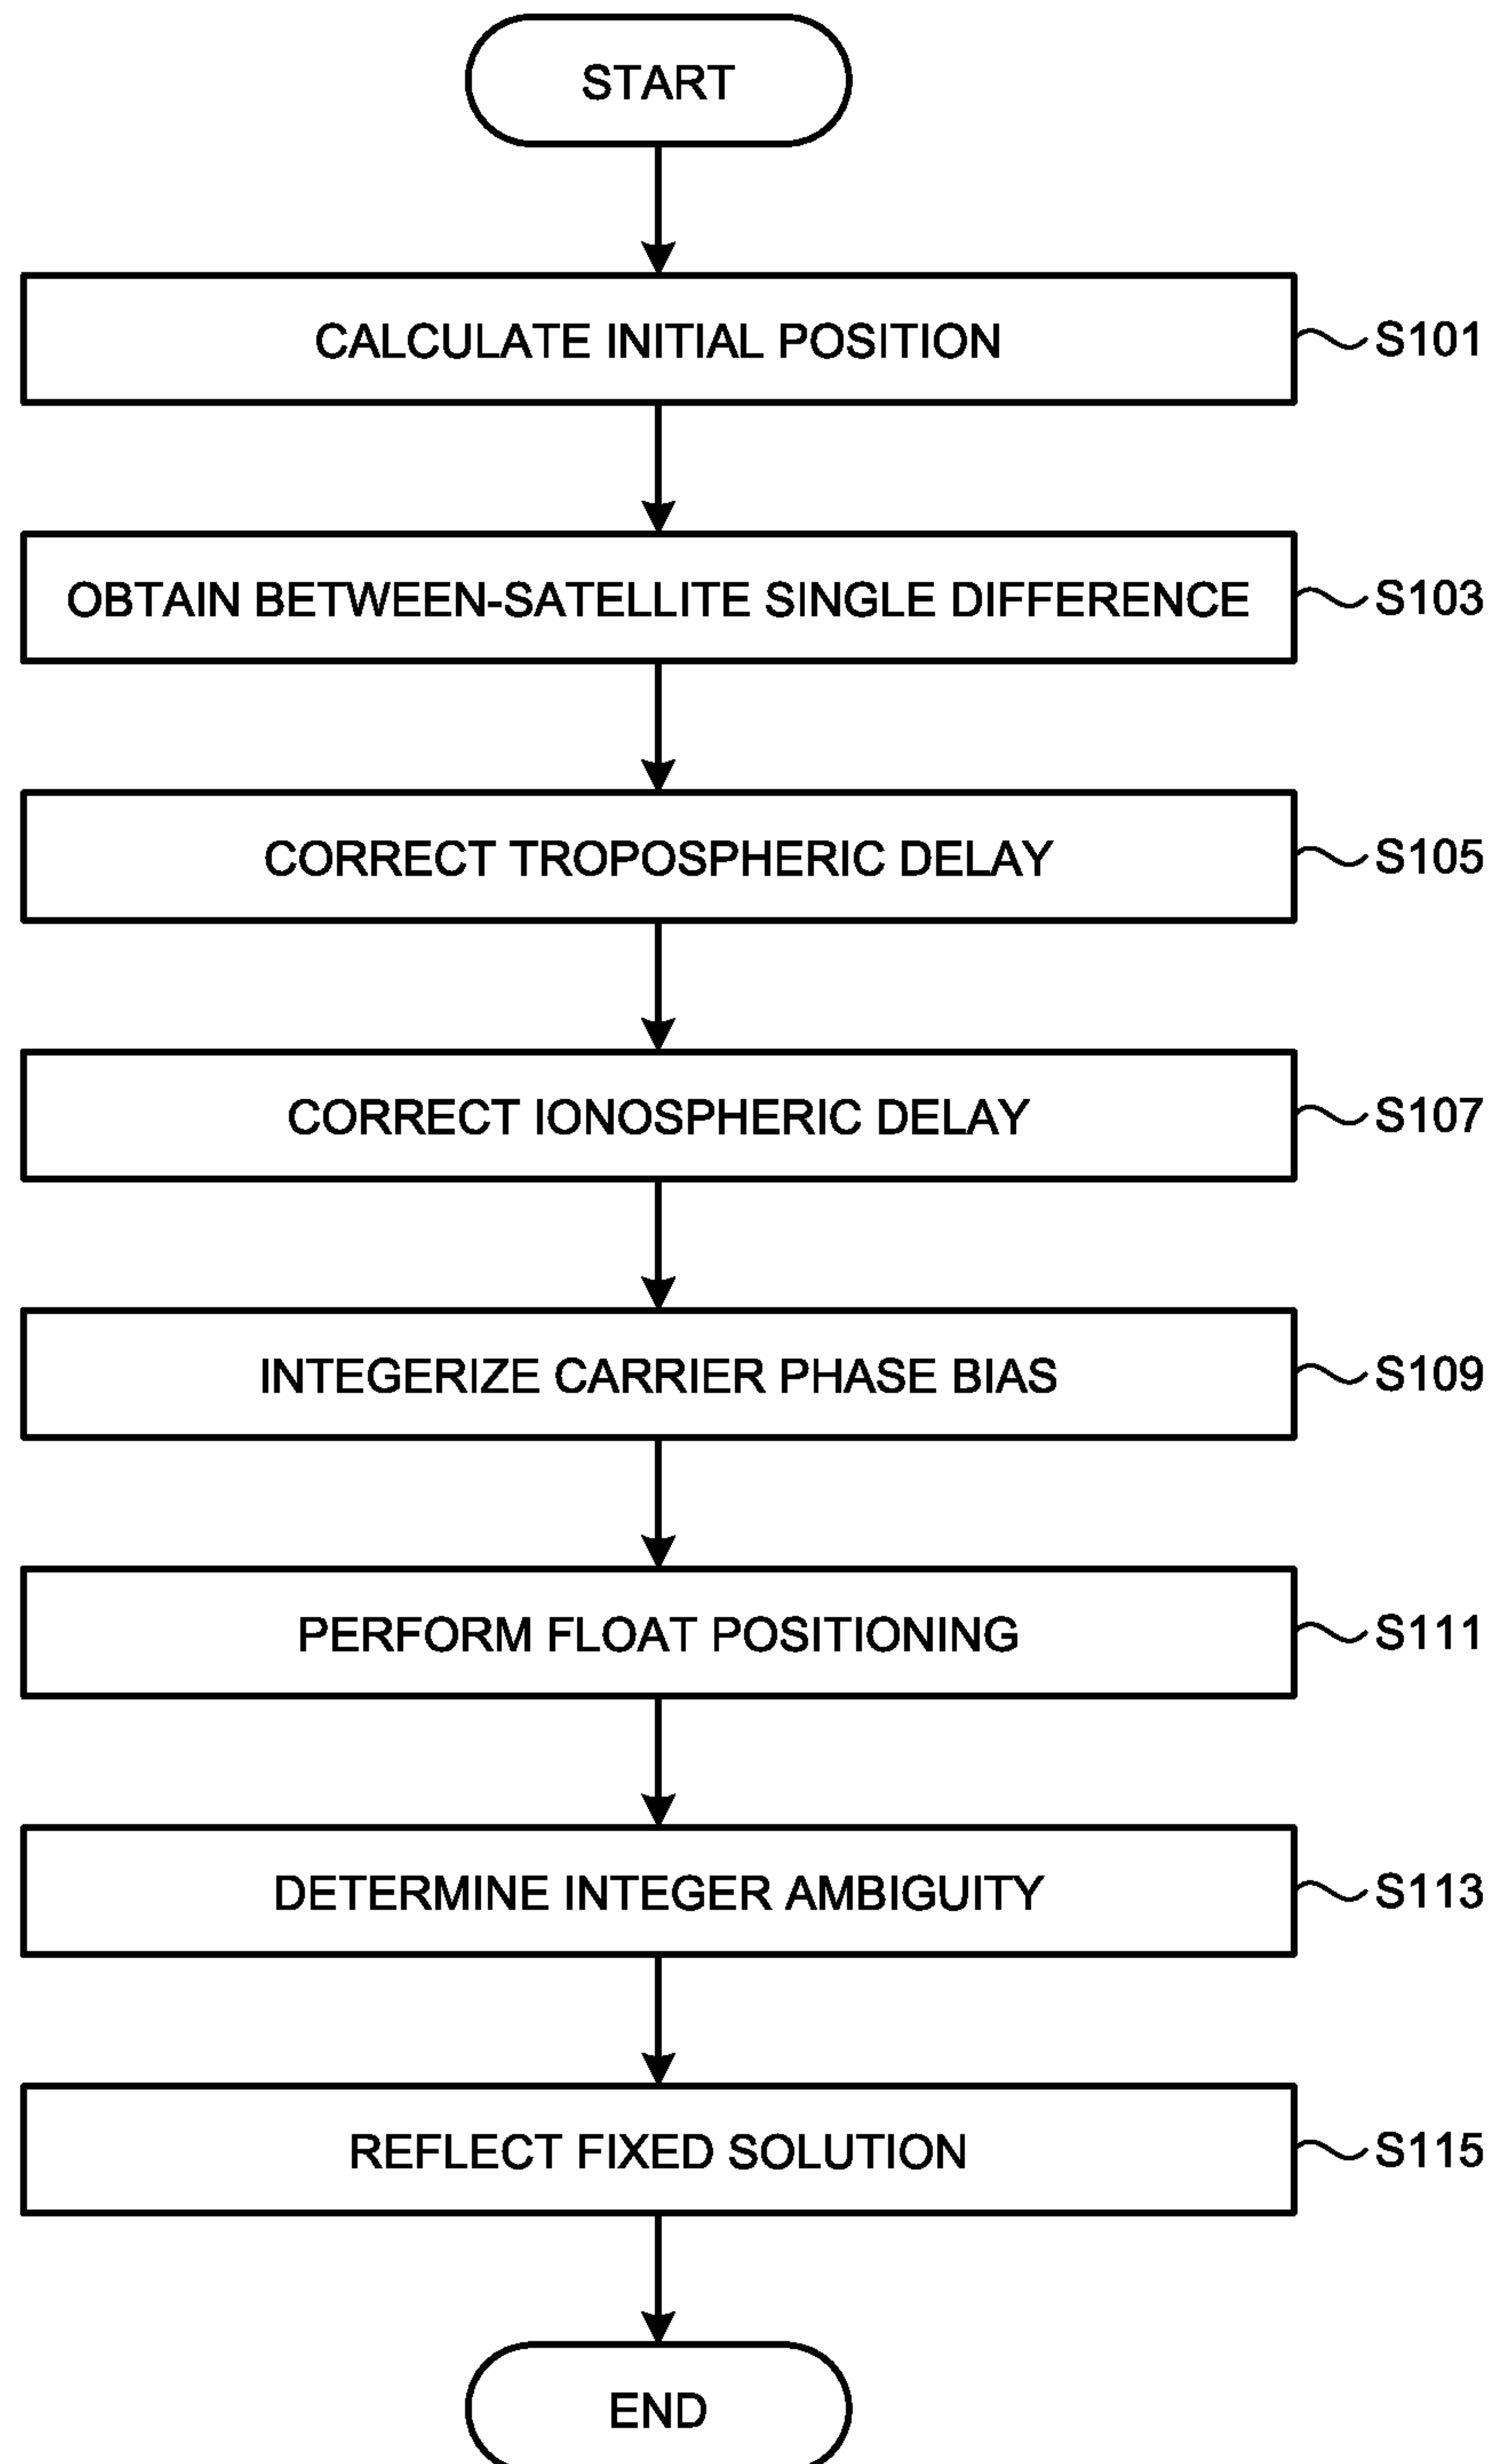 START
CALCULATE INITIAL POSITION
S101
OBTAIN BETWEEN-SATELLITE SINGLE DIFFERENCE
S103
CORRECT TROPOSPHERIC DELAY
S105
CORRECT IONOSPHERIC DELAY
S107
INTEGERIZE CARRIER PHASE BIAS
S109
PERFORM FLOAT POSITIONING
S111
DETERMINE INTEGER AMBIGUITY
S113
REFLECT FIXED SOLUTION
S115
END